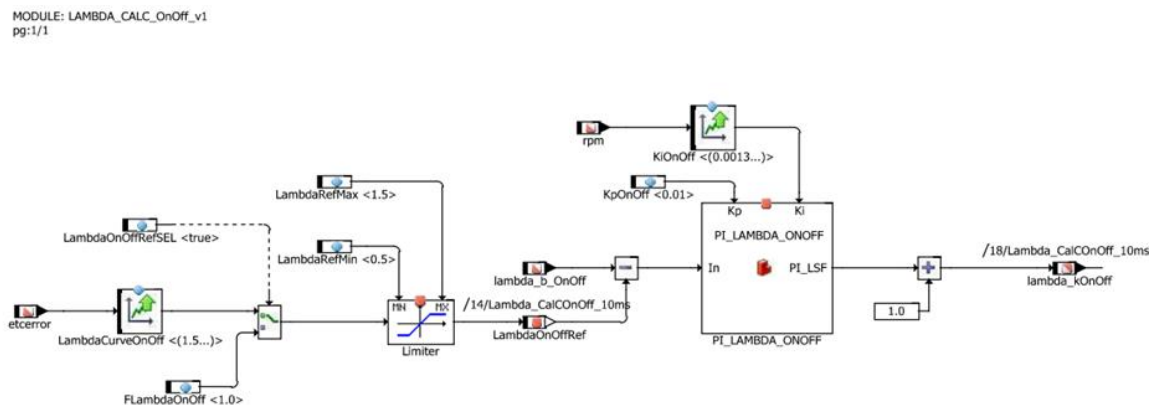 MODULE: LAMBDA_CALC_OnOff_v1
pg:1/1
rpm
KiOnOff <(0.0013...)>
KpOnOff <0.01>
LambdaRefMax <1.5>
Kp
Ki
LambdaOnOffRefSEL <true>
PI_LAMBDA_ONOFF
LambdaRefMin <0.5>
/18/Lambda_CalCOnOff_10ms
In
PI_LSF
lambda_b_OnOff
lambda_kOnOff
MN
MX
/14/Lambda_CalCOnOff_10ms
1.0
etcerror
LambdaOnOffRef
LambdaCurveOnOff <(1.5...)>
Limiter
PI_LAMBDA_ONOFF
FLambdaOnOff <1.0>